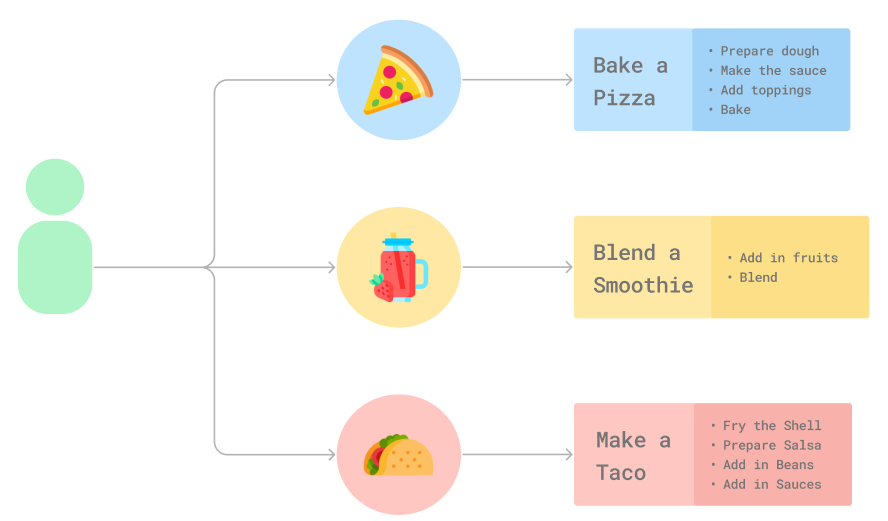 Bake a
Pizza
• Prepare dough
• Make the sauce
• Add toppings
• Bake
Blend a
Smoothie
• Add in fruits
• Blend
Make a
Taco
• Fry the Shell
• Prepare Salsa
• Add in Beans
• Add in Sauces